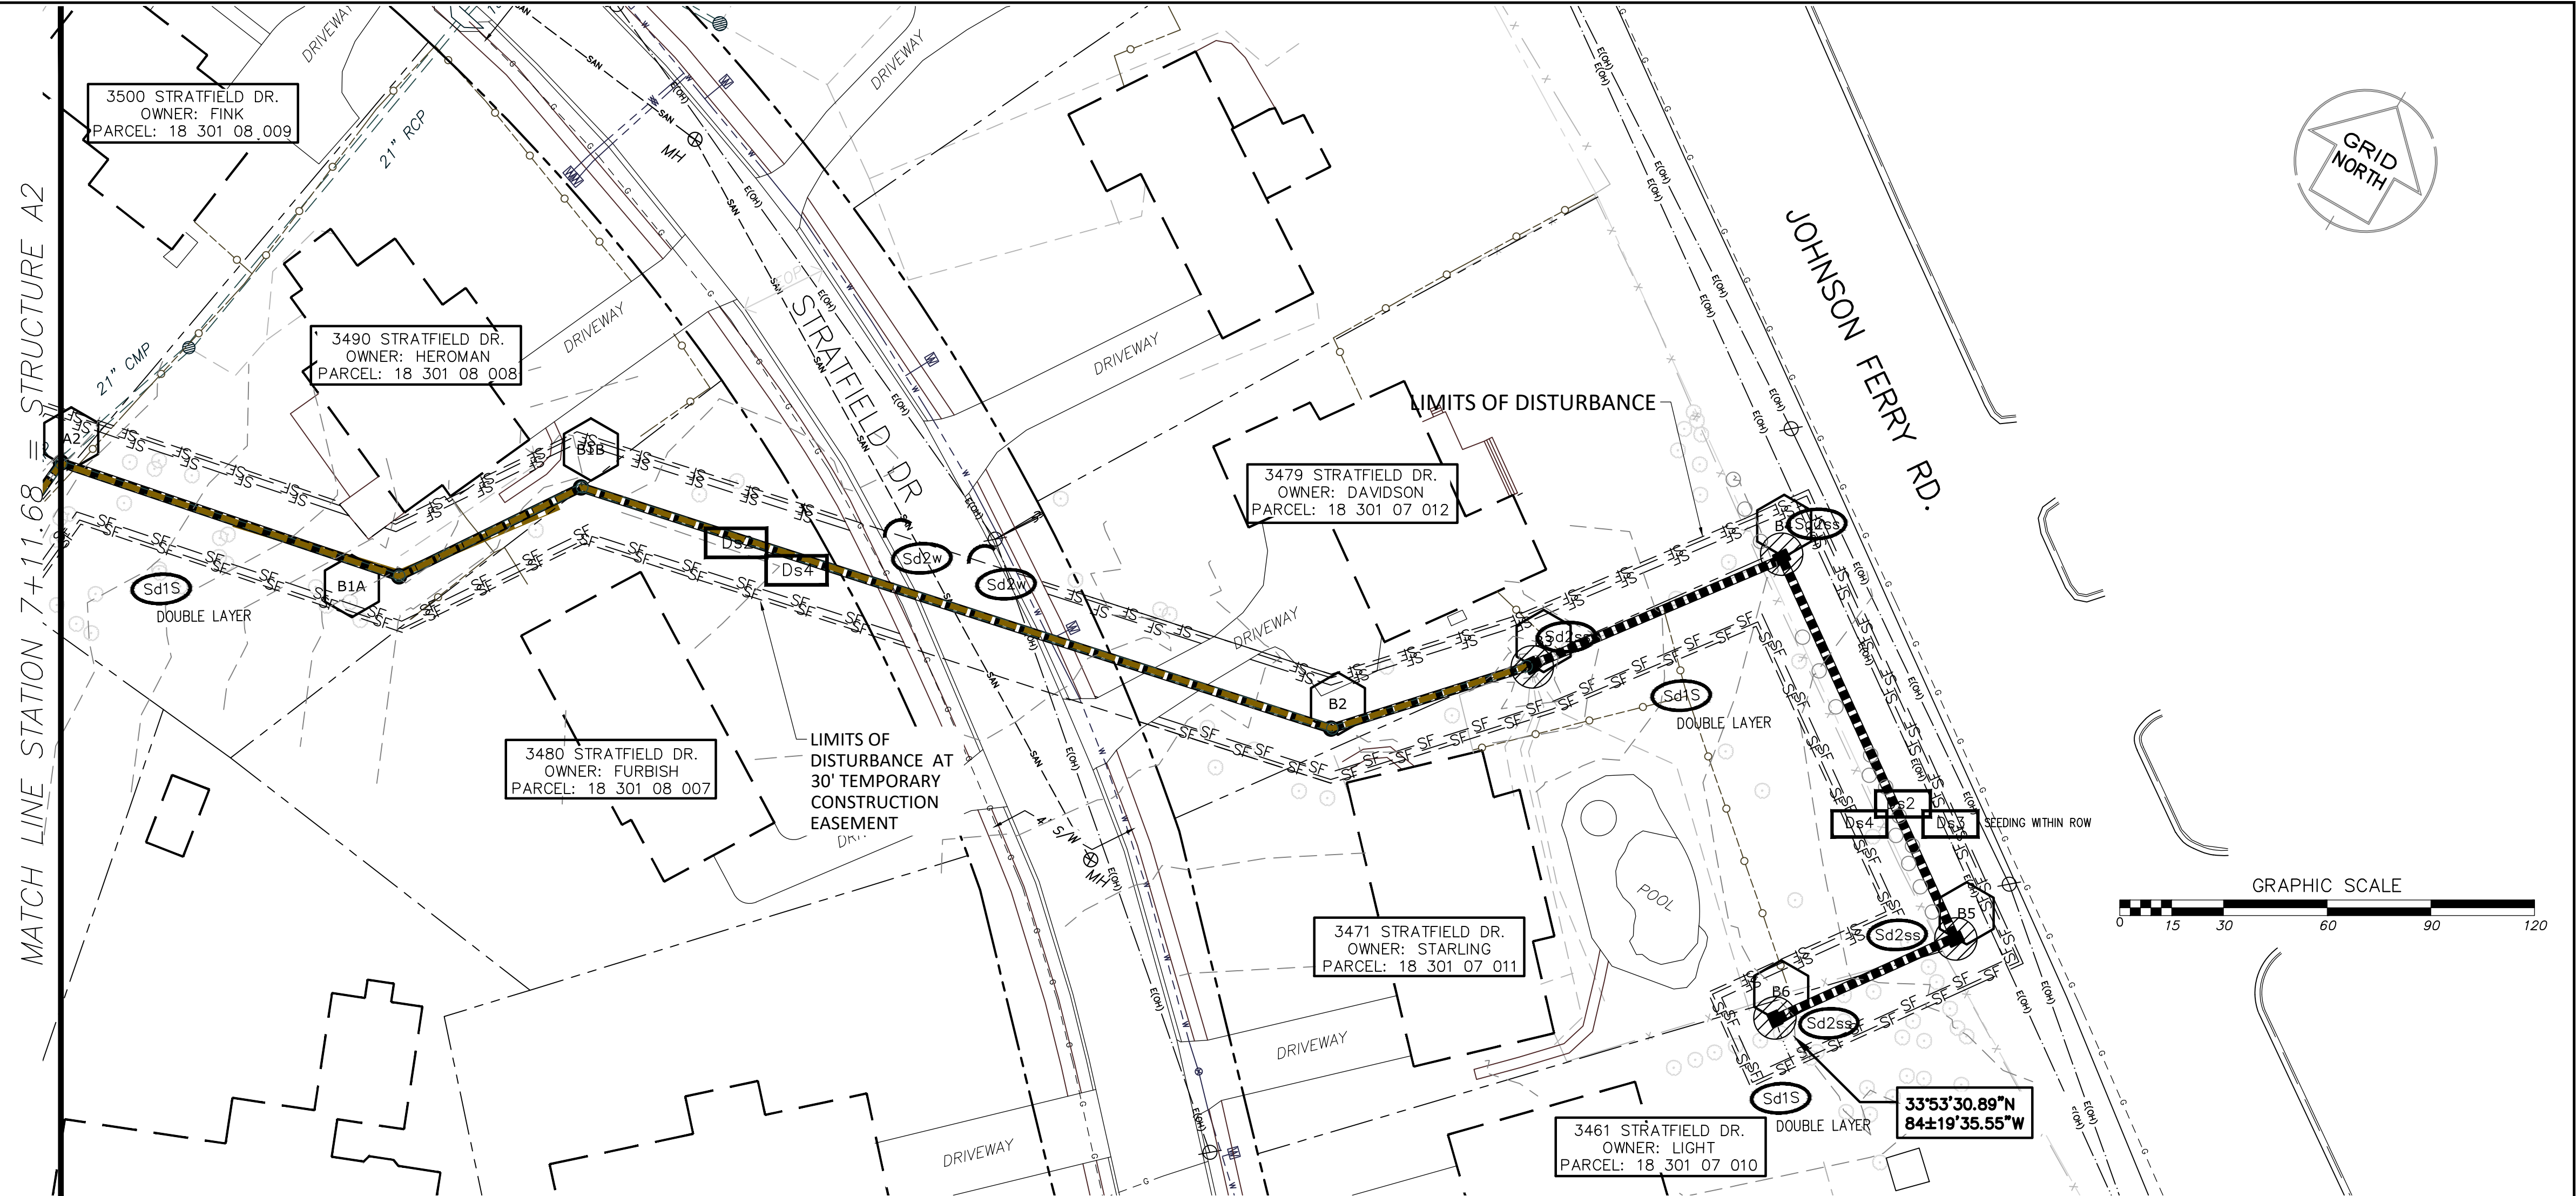 MATCH LINE STATION 7+11.68 = STRUCTURE A2
3500 STRATFIELD DR.
OWNER: FINK
PARCEL: 18 301 08 009
DRIVEWAY
21" RCP
21" CMP
MH
DRIVEWAY
GRID
NORTH
JOHNSON FERRY RD.
STRATFIELD DR
3490 STRATFIELD DR.
OWNER: HEROMAN
PARCEL: 18 301 08 008
DRIVEWAY
DRIVEWAY
LIMITS OF DISTURBANCE
A2
B1B
B1A
Sd1S
DOUBLE LAYER
Ds4
Sd2w
Sd2w
3479 STRATFIELD DR.
OWNER: DAVIDSON
PARCEL: 18 301 07 012
Sd2ss
DRIVEWAY
Sd2ss
B2
Sd1S
DOUBLE LAYER
3480 STRATFIELD DR.
OWNER: FURBISH
PARCEL: 18 301 08 007
LIMITS OF
DISTURBANCE AT
30' TEMPORARY
CONSTRUCTION
EASEMENT
4' S/W
MH
POOL
Ds2
Ds4
Ds3
SEEDING WITHIN ROW
GRAPHIC SCALE
0 15 30 60 90 120
3471 STRATFIELD DR.
OWNER: STARLING
PARCEL: 18 301 07 011
B5
Sd2ss
B6
Sd2ss
DRIVEWAY
Sd1S
DOUBLE LAYER
33°53'30.89"N
84±19'35.55"W
3461 STRATFIELD DR.
OWNER: LIGHT
PARCEL: 18 301 07 010
DRIVEWAY